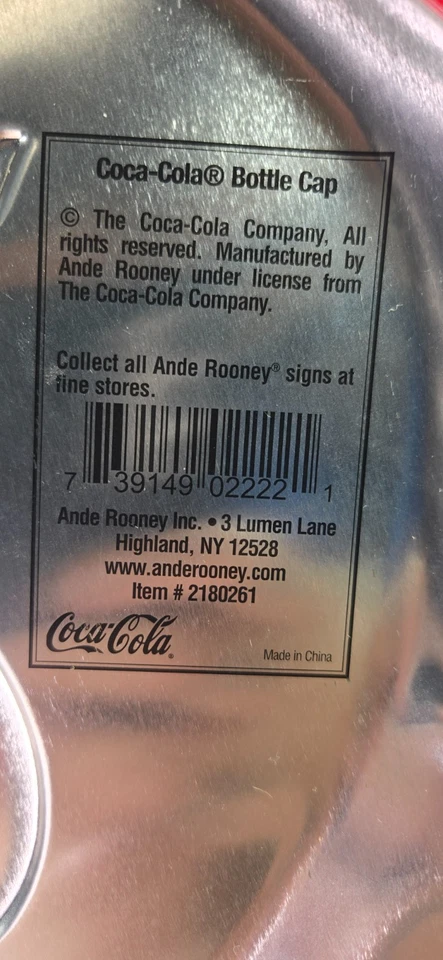 Coca-Cola® Bottle Cap
© The Coca-Cola Company, All
rights reserved. Manufactured by
Ande Rooney under license from
The Coca-Cola Company.
Collect all Ande Rooney® signs at
fine stores.
7 39149 02222 1
Ande Rooney Inc. • 3 Lumen Lane
Highland, NY 12528
www.anderooney.com
Item # 2180261
Coca-Cola®
Made in China